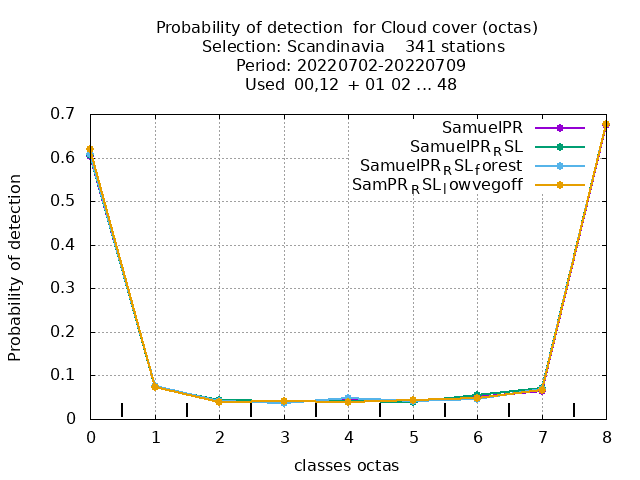 Probability of detection  for Cloud cover (octas)
Selection: Scandinavia    341 stations
Period: 20220702-20220709
Used  00,12  + 01 02 ... 48
0.7
0.6
0.5
0.4
0.3
0.2
0.1
0
Probability of detection
SamuelPR
SamuelPR_RSL
SamuelPR_RSL_forest
SamPR_RSL_lowvegoff
0 1 2 3 4 5 6 7 8
classes octas